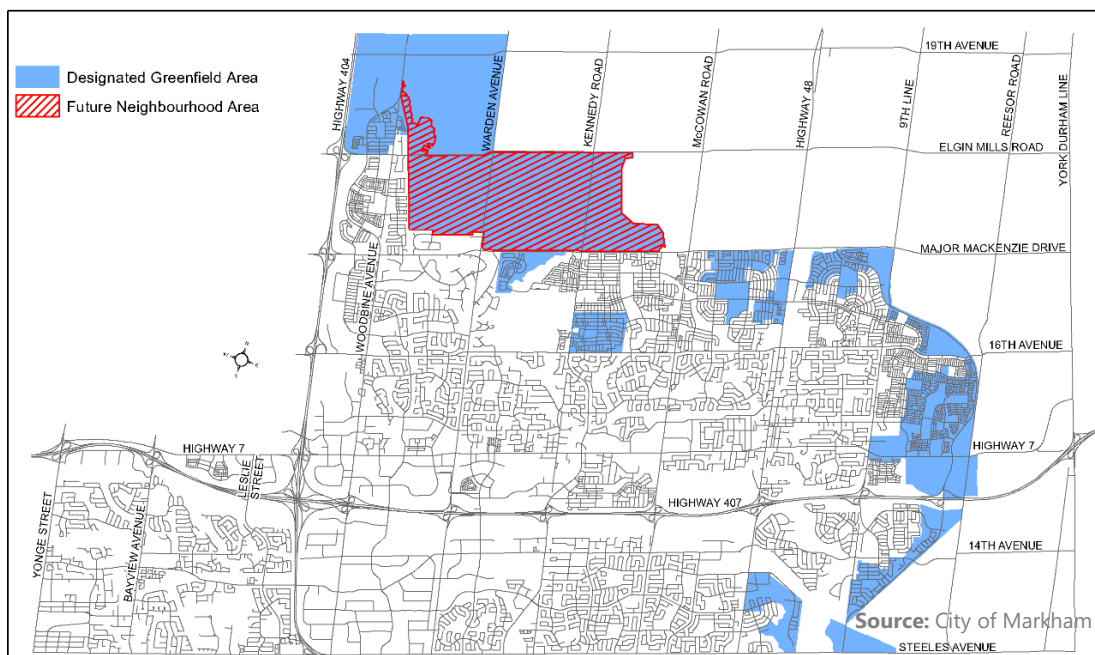 Designated Greenfield Area
Future Neighbourhood Area
HIGHWAY 404
WARDEN AVENUE
KENNEDY ROAD
McCOWAN ROAD
HIGHWAY 48
9TH LINE
REESOR ROAD
YORK DURHAM LINE
19TH AVENUE
ELGIN MILLS ROAD
MAJOR MACKENZIE DRIVE
WOODBINE AVENUE
N
W
E
S
16TH AVENUE
HIGHWAY 7
LESLIE
STREET
HIGHWAY 7
HIGHWAY 407
YONGE STREET
BAYVIEW AVENUE
14TH AVENUE
Source: City of Markham
STEELES AVENUE